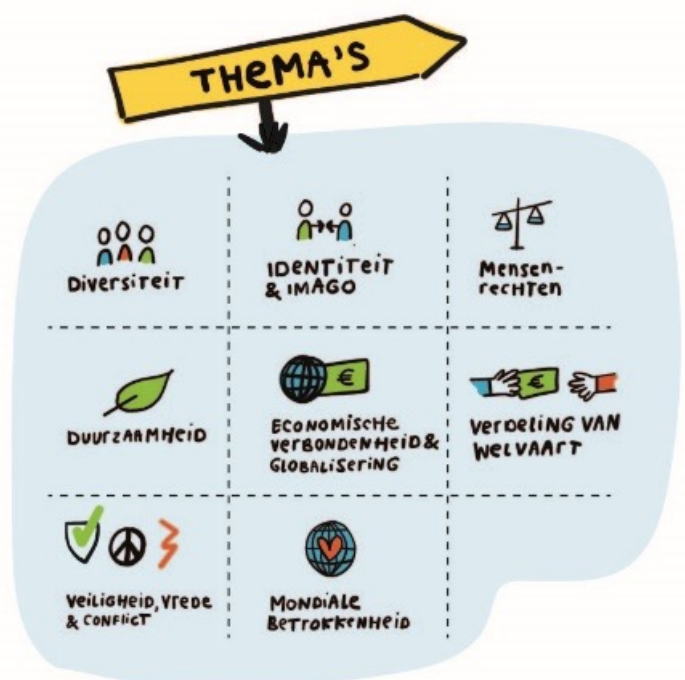 THEMA'S
Diversiteit
IDENTITEIT
& IMAGO
Mensen-
rechten
DUURZAAMHEID
€
ECONOMISCHE
VERBONDENHEID &
GLOBALISERING
€
VERDELING VAN
WELVAART
VEILIGHEID, VREDE
& CONFLICT
MONDIALE
BETROKKENHEID